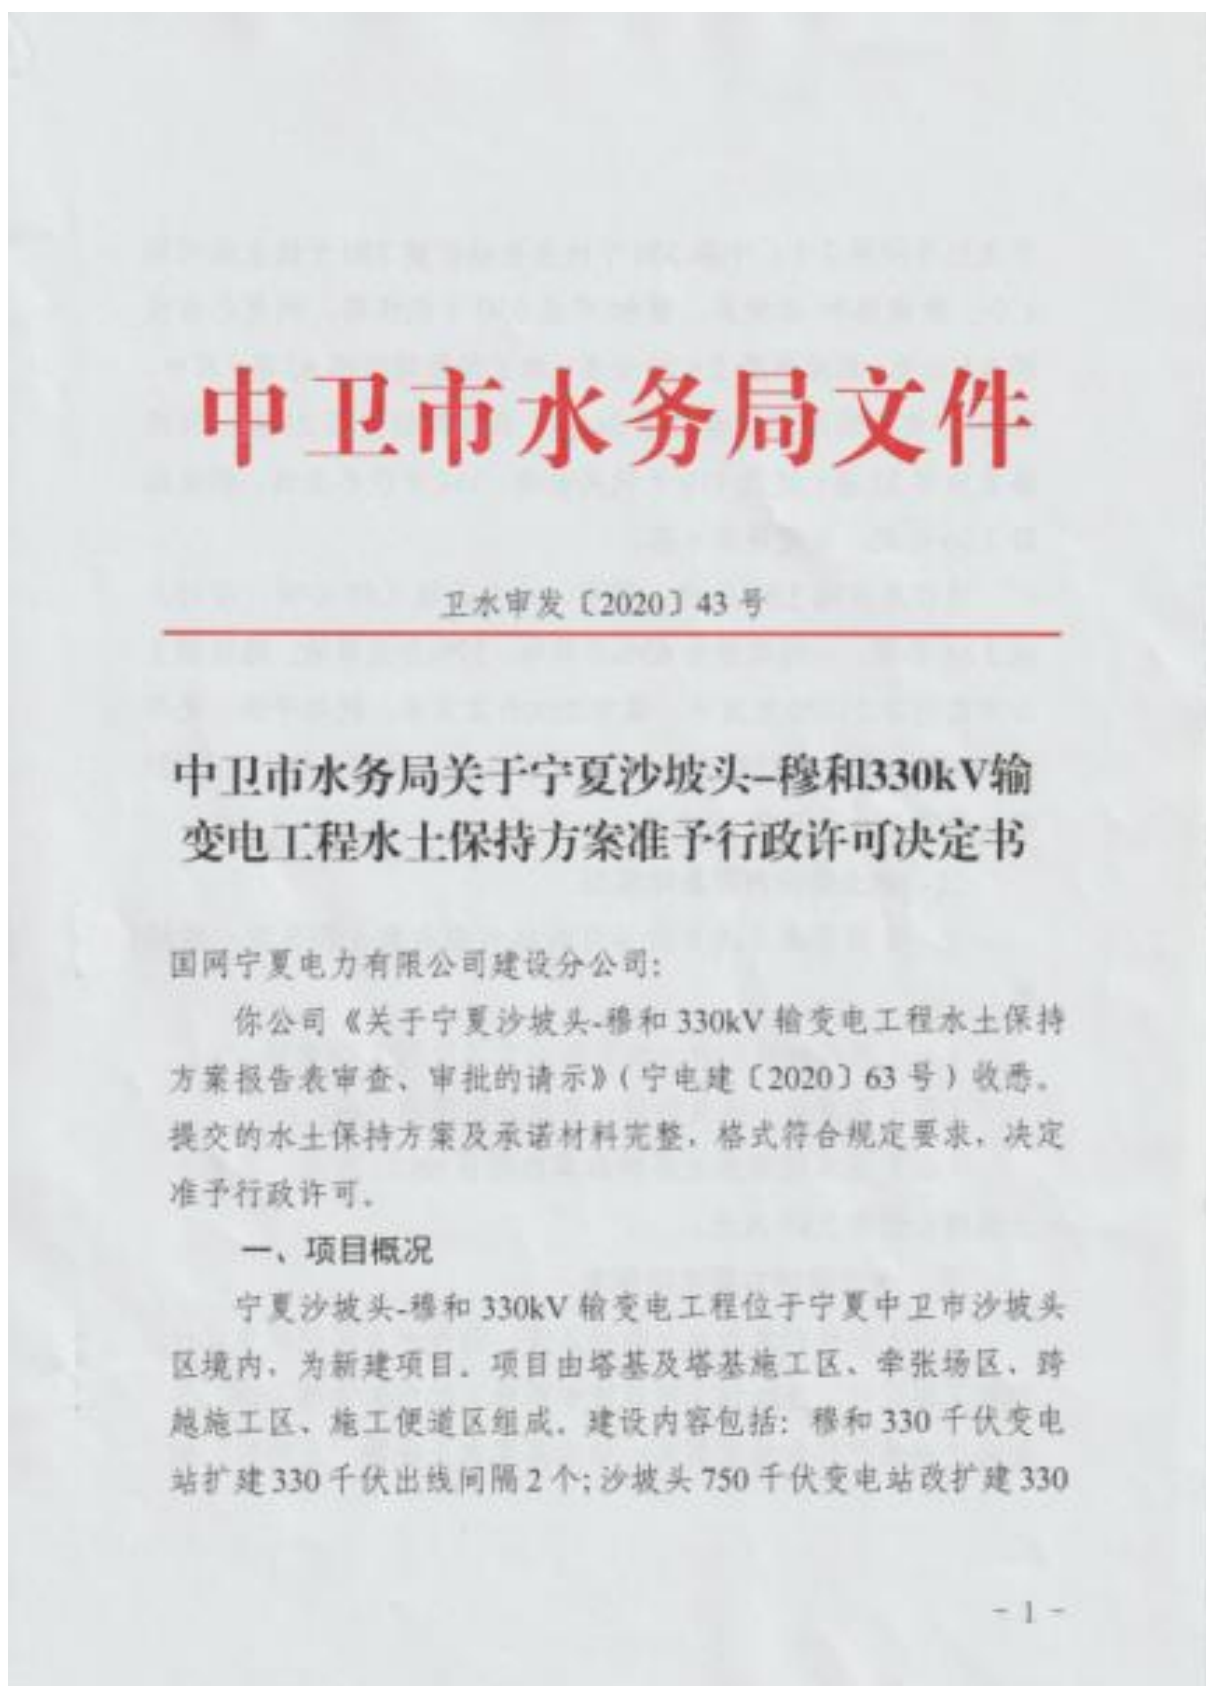 中卫市水务局文件
卫水审发〔2020〕43号
中卫市水务局关于宁夏沙坡头-穆和330kV输
变电工程水土保持方案准予行政许可决定书
国网宁夏电力有限公司建设分公司：
你公司《关于宁夏沙坡头-穆和330kV输变电工程水土保持
方案报告表审查、审批的请示》（宁电建〔2020〕63号）收悉。
提交的水土保持方案及承诺材料完整，格式符合规定要求，决定
准予行政许可。
一、项目概况
宁夏沙坡头-穆和330kV输变电工程位于宁夏中卫市沙坡头
区境内，为新建项目。项目由塔基及塔基施工区、牵张场区、跨
越施工区、施工便道区组成。建设内容包括：穆和330千伏变电
站扩建330千伏出线间隔2个；沙坡头750千伏变电站改扩建330
- 1 -